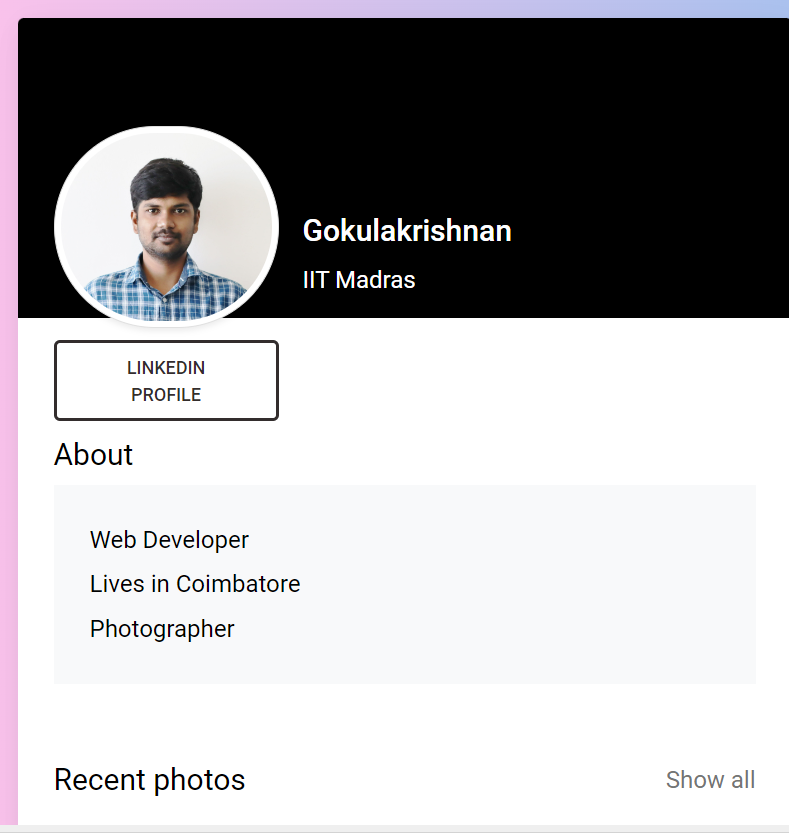 Gokulakrishnan
IIT Madras
LINKEDIN
PROFILE
About
Web Developer
Lives in Coimbatore
Photographer
Recent photos
Show all